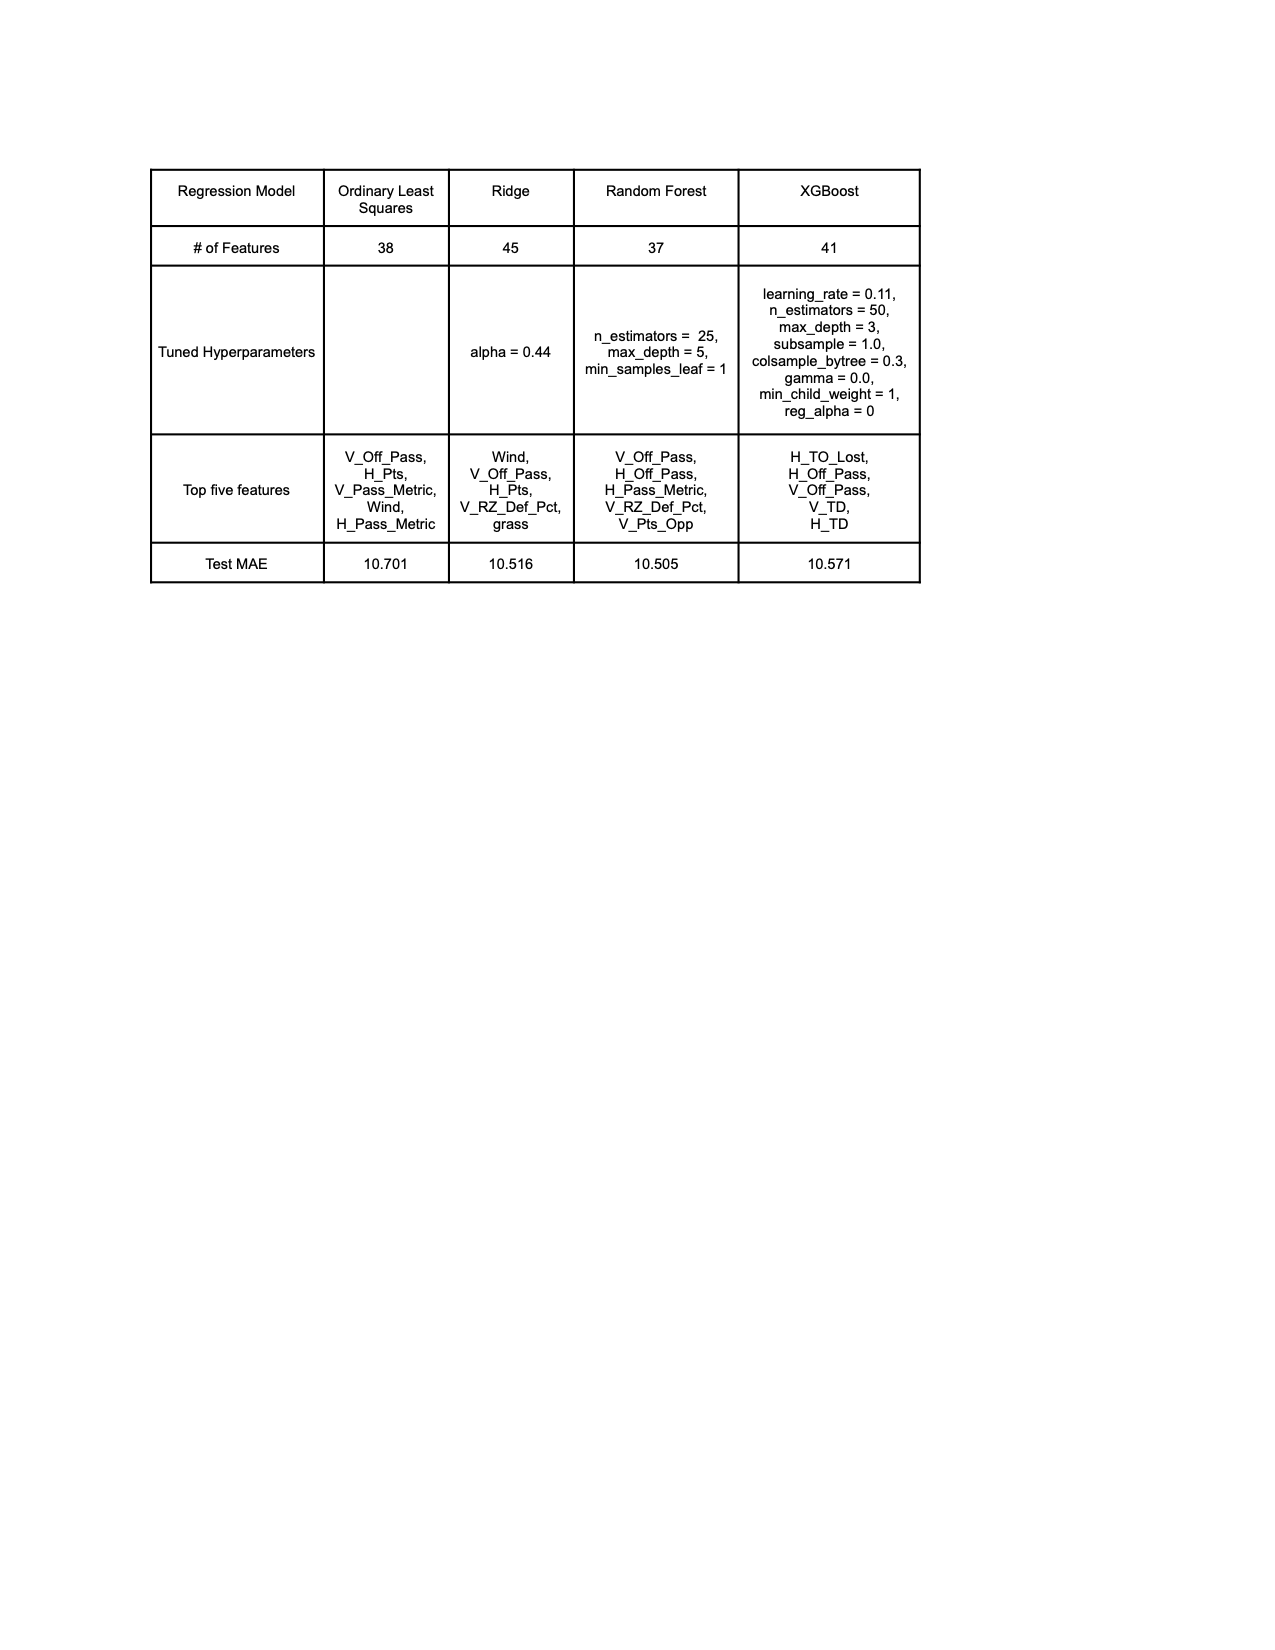 Regression Model
Ordinary Least
Squares
Ridge
Random Forest
XGBoost
# of Features
38
45
37
41
Tuned Hyperparameters
alpha = 0.44
n_estimators =  25,
max_depth = 5,
min_samples_leaf = 1
learning_rate = 0.11,
n_estimators = 50,
max_depth = 3,
subsample = 1.0,
colsample_bytree = 0.3,
gamma = 0.0,
min_child_weight = 1,
reg_alpha = 0
Top five features
V_Off_Pass,
H_Pts,
V_Pass_Metric,
Wind,
H_Pass_Metric
Wind,
V_Off_Pass,
H_Pts,
V_RZ_Def_Pct,
grass
V_Off_Pass,
H_Off_Pass,
H_Pass_Metric,
V_RZ_Def_Pct,
V_Pts_Opp
H_TO_Lost,
H_Off_Pass,
V_Off_Pass,
V_TD,
H_TD
Test MAE
10.701
10.516
10.505
10.571